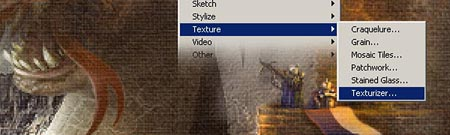 Sketch
Stylize
Texture
Video
Other
Craquelure...
Grain...
Mosaic Tiles...
Patchwork...
Stained Glass...
Texturizer...